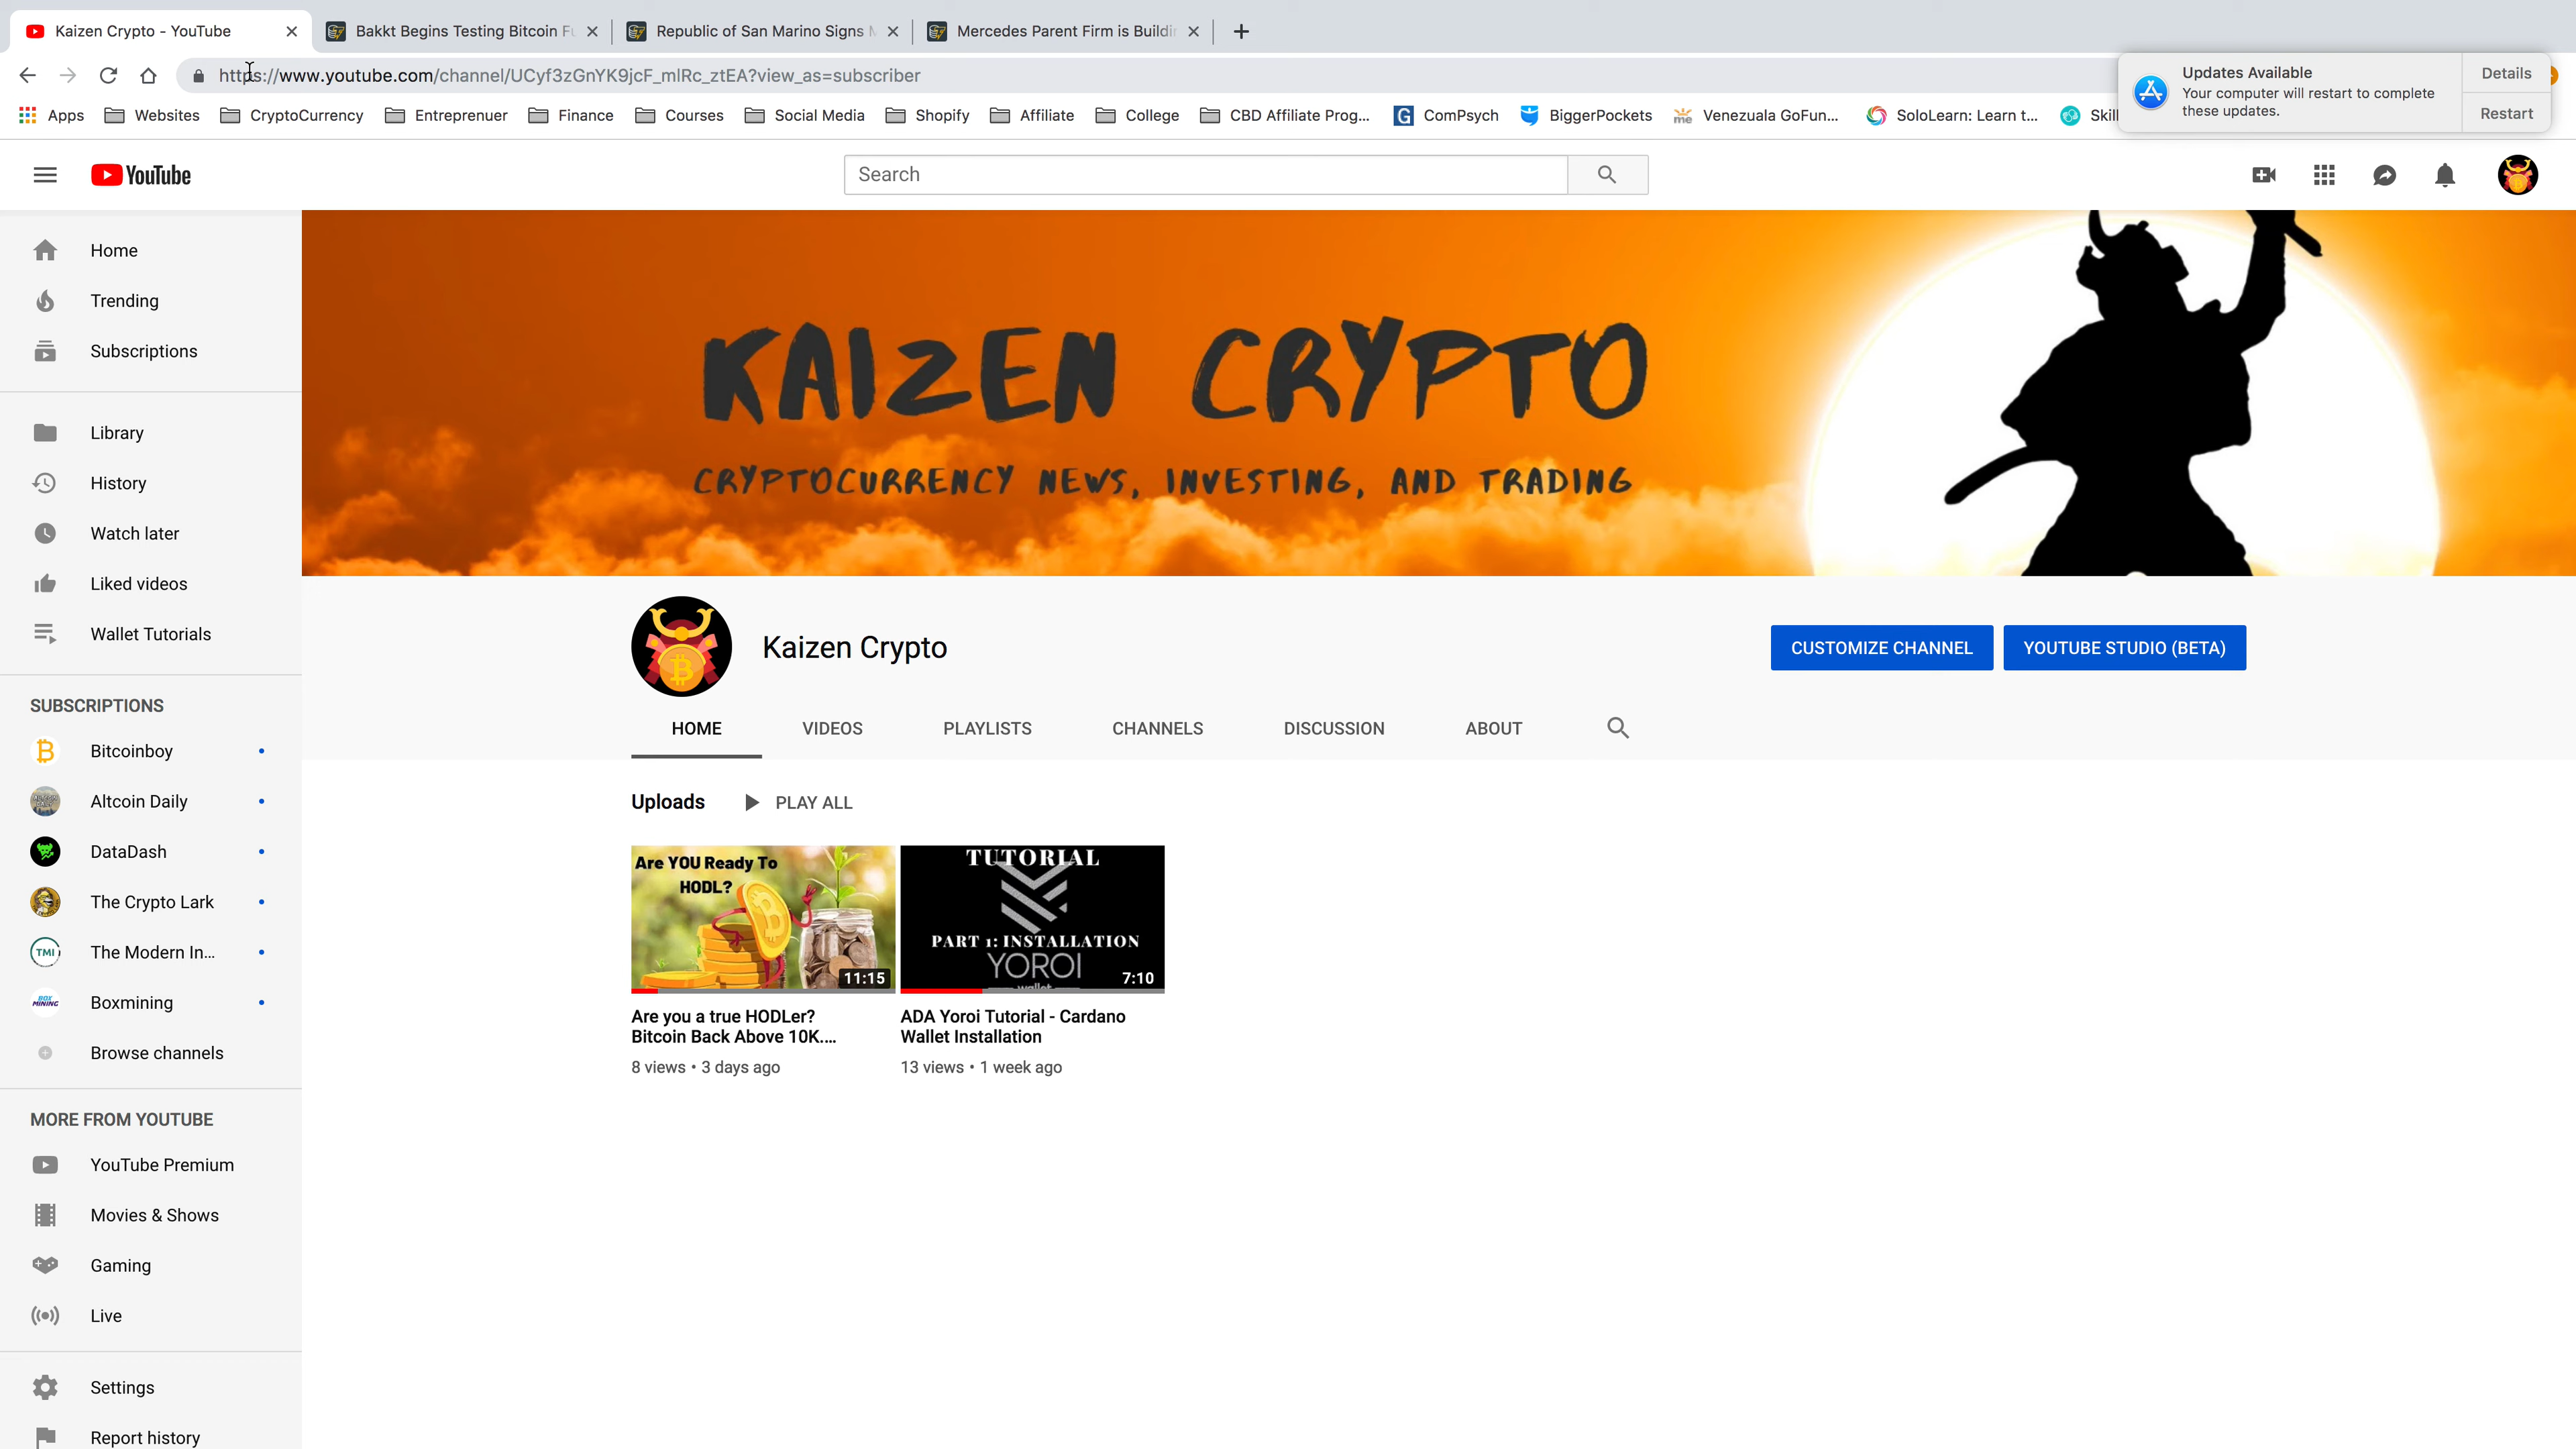 Kaizen Crypto - YouTube
Bakkt Begins Testing Bitcoin Fu
Republic of San Marino Signs M
Mercedes Parent Firm is Buildin
https://www.youtube.com/channel/UCyf3zGnYK9jcF_mlRc_ztEA?view_as=subscriber
Updates Available
Your computer will restart to complete
these updates.
Details
Restart
Apps
Websites
CryptoCurrency
Entreprenuer
Finance
Courses
Social Media
Shopify
Affiliate
College
CBD Affiliate Prog...
ComPsych
BiggerPockets
Venezuala GoFun...
SoloLearn: Learn t...
Skill
YouTube
Search
Home
Trending
Subscriptions
Library
History
Watch later
Liked videos
Wallet Tutorials
SUBSCRIPTIONS
Bitcoinboy
Altcoin Daily
DataDash
The Crypto Lark
TMI
The Modern In...
BOX MINING
Boxmining
Browse channels
MORE FROM YOUTUBE
YouTube Premium
Movies & Shows
Gaming
Live
Settings
Report history
KAIZEN CRYPTO
CRYPTOCURRENCY NEWS, INVESTING, AND TRADING
Kaizen Crypto
CUSTOMIZE CHANNEL
YOUTUBE STUDIO (BETA)
HOME
VIDEOS
PLAYLISTS
CHANNELS
DISCUSSION
ABOUT
Uploads
PLAY ALL
Are YOU Ready To
HODL?
11:15
Are you a true HODLer?
Bitcoin Back Above 10K....
8 views • 3 days ago
TUTORIAL
PART 1: INSTALLATION
YOROI
wallet
7:10
ADA Yoroi Tutorial - Cardano
Wallet Installation
13 views • 1 week ago